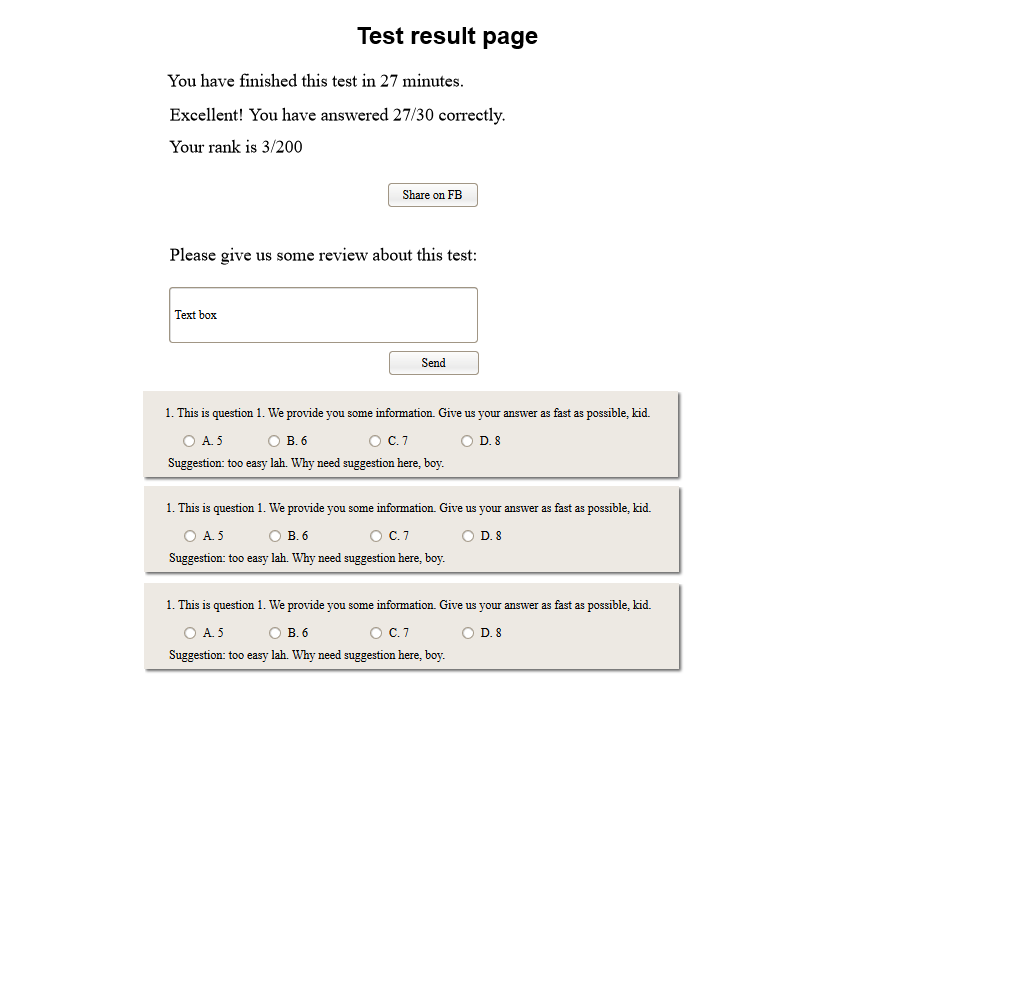 Test result page
You have finished this test in 27 minutes.
Excellent! You have answered 27/30 correctly.
Your rank is 3/200
Share on FB
Please give us some review about this test:
Text box
Send
1. This is question 1. We provide you some information. Give us your answer as fast as possible, kid.
A. 5 B. 6 C. 7 D. 8
Suggestion: too easy lah. Why need suggestion here, boy.
1. This is question 1. We provide you some information. Give us your answer as fast as possible, kid.
A. 5 B. 6 C. 7 D. 8
Suggestion: too easy lah. Why need suggestion here, boy.
1. This is question 1. We provide you some information. Give us your answer as fast as possible, kid.
A. 5 B. 6 C. 7 D. 8
Suggestion: too easy lah. Why need suggestion here, boy.